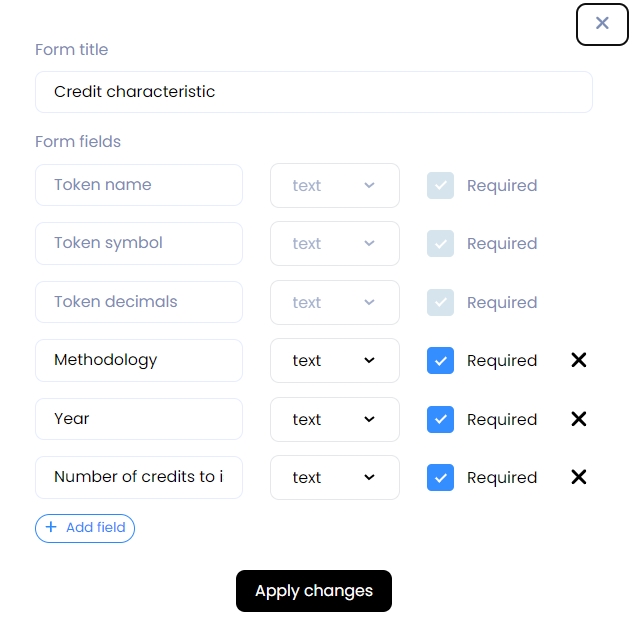 Form title
Credit characteristic
Form fields
Token name text Required
Token symbol text Required
Token decimals text Required
Methodology text Required
Year text Required
Number of credits to i text Required
+ Add field
Apply changes